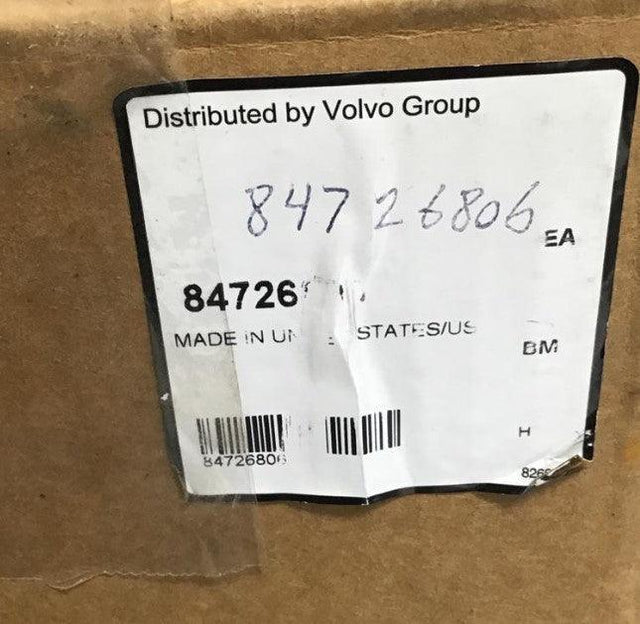 Distributed by Volvo Group
84726806
EA
84726
MADE IN STATES/US
BM
84726806
H